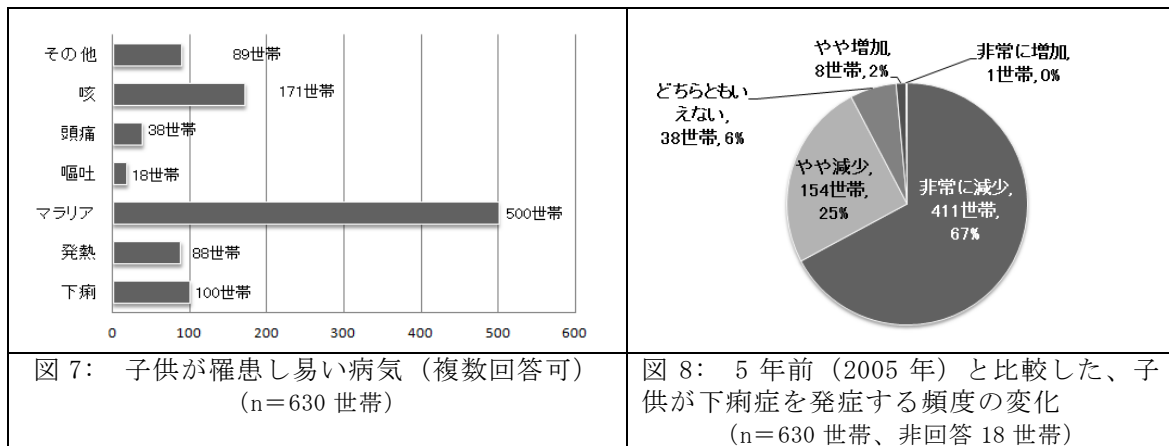 その他 89世帯
咳 171世帯
頭痛 38世帯
嘔吐 18世帯
マラリア 500世帯
発熱 88世帯
下痢 100世帯
0 100 200 300 400 500 600
図 7: 子供が罹患し易い病気（複数回答可）
（n＝630 世帯）
やや増加,
8世帯, 2%
非常に増加,
1世帯, 0%
どちらともい
えない,
38世帯, 6%
やや減少,
154世帯,
25%
非常に減少,
411世帯,
67%
図 8: 5 年前（2005 年）と比較した、子
供が下痢症を発症する頻度の変化
（n＝630 世帯、非回答 18 世帯）